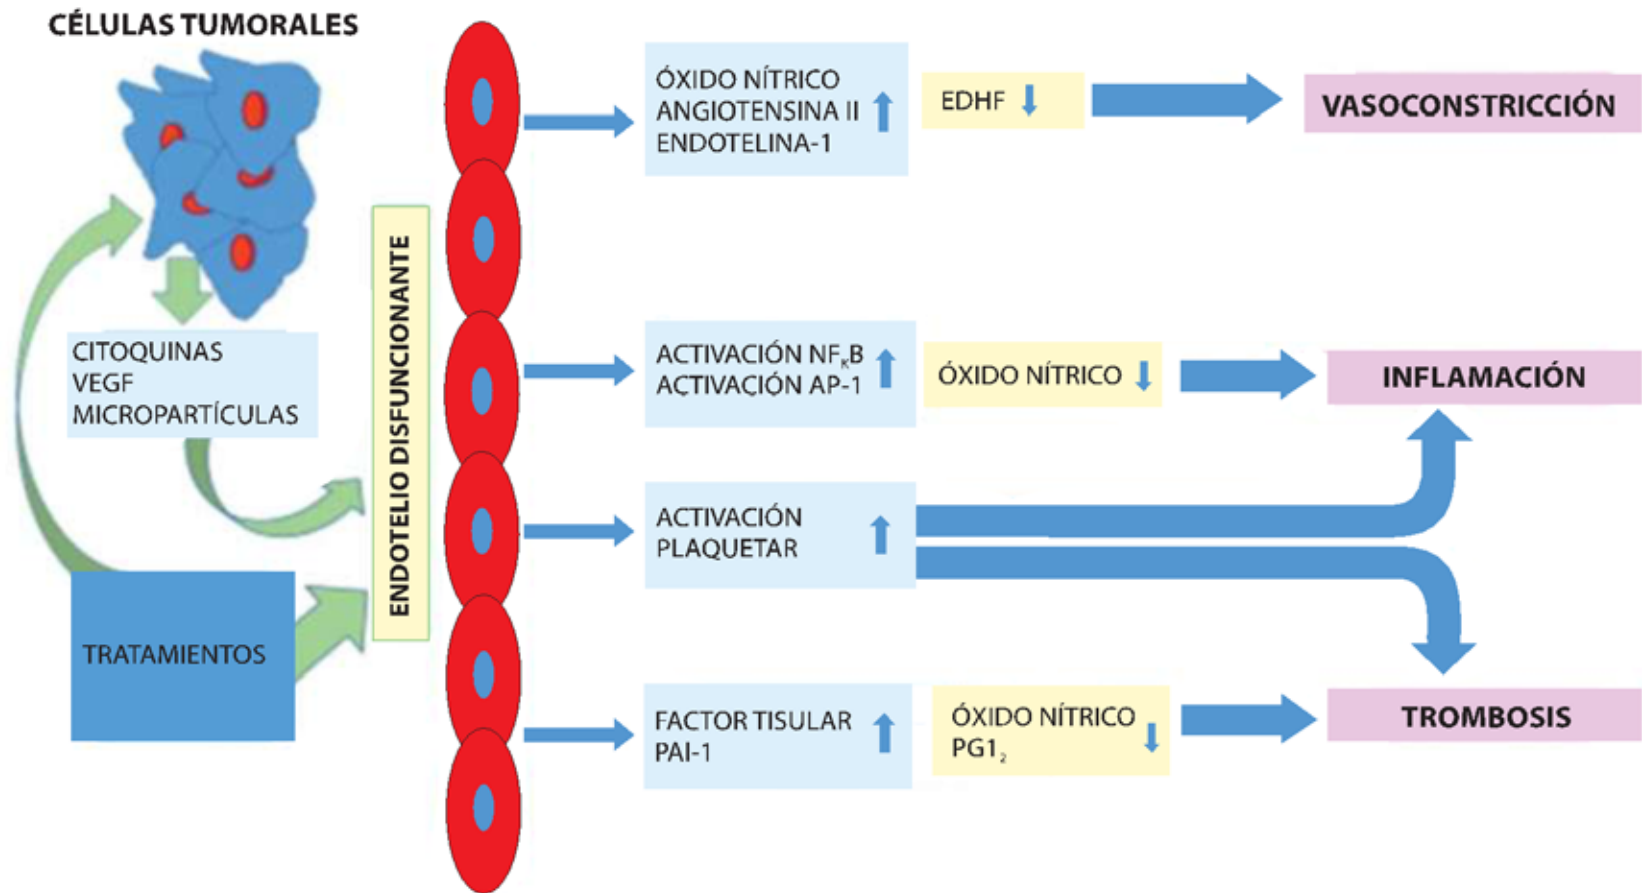 CÉLULAS TUMORALES
CITOQUINAS
VEGF
MICROPARTÍCULAS
TRATAMIENTOS
ENDOTELIO DISFUNCIONANTE
ÓXIDO NÍTRICO
ANGIOTENSINA II
ENDOTELINA-1
EDHF
VASOCONSTRICCIÓN
ACTIVACIÓN NFκB
ACTIVACIÓN AP-1
ÓXIDO NÍTRICO
INFLAMACIÓN
ACTIVACIÓN
PLAQUETAR
FACTOR TISULAR
PAI-1
ÓXIDO NÍTRICO
PG1₂
TROMBOSIS